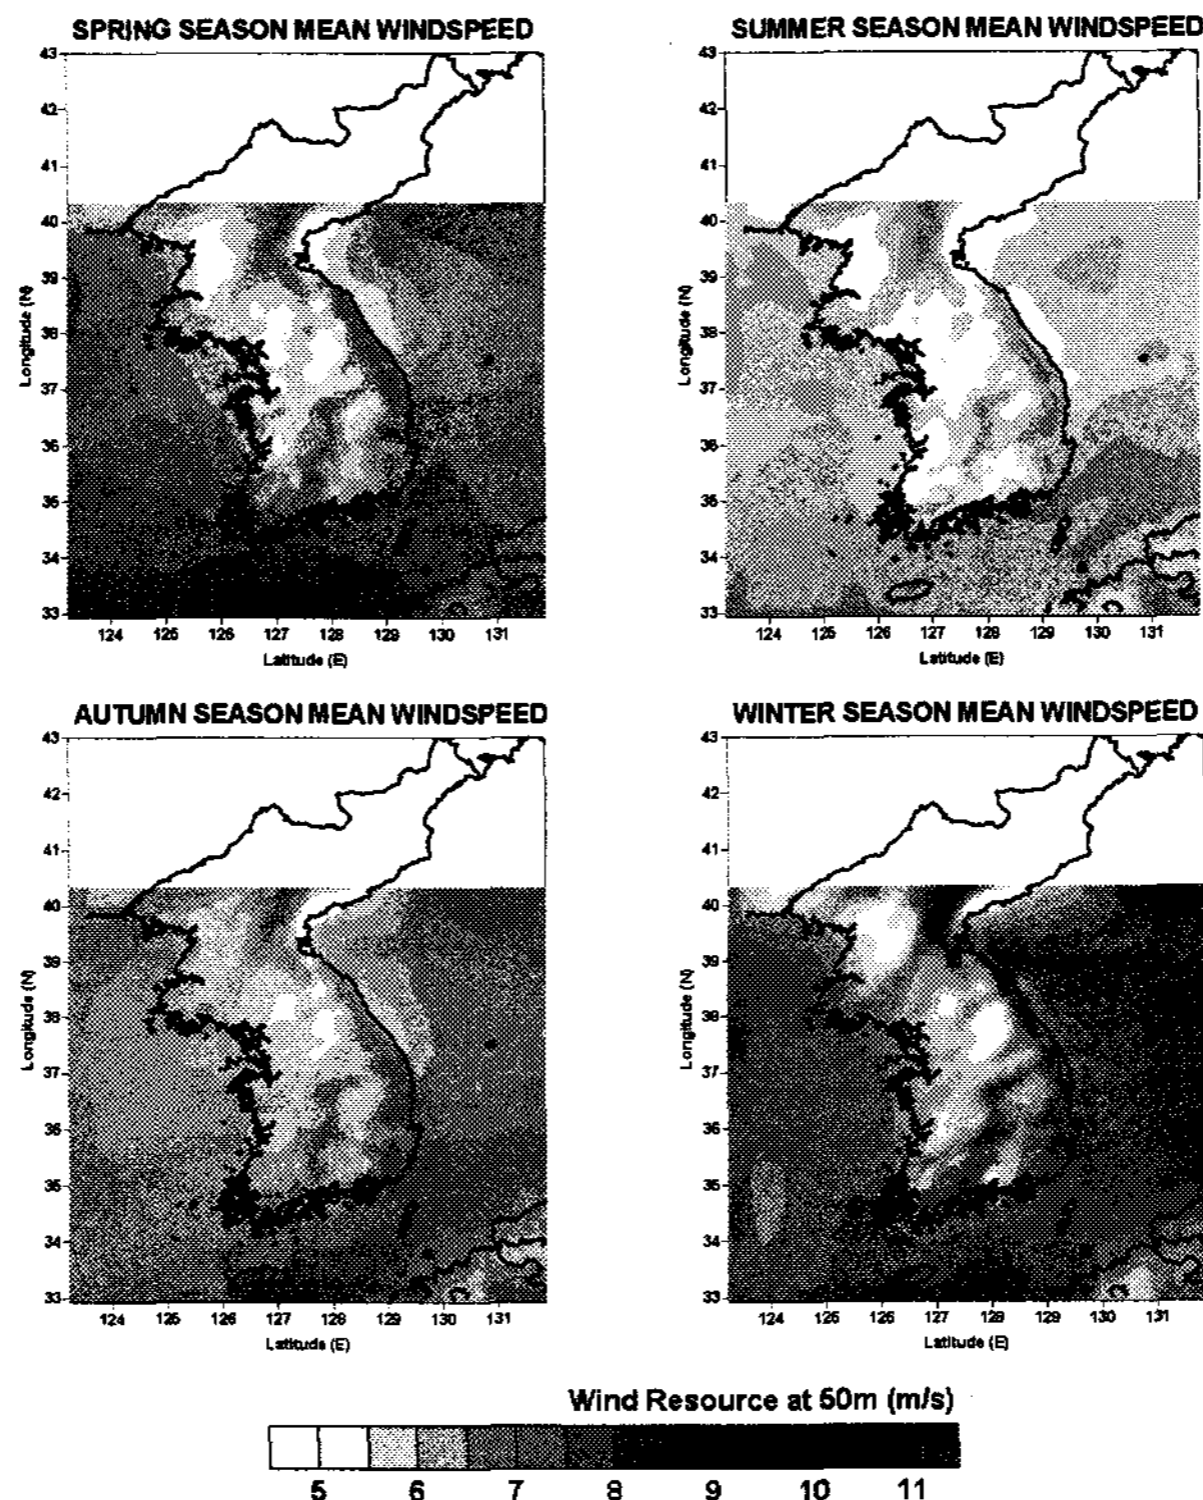 SPRING SEASON MEAN WINDSPEED
43
42
41
40
39
38
37
36
35
34
33
Longitude (N)
124 125 126 127 128 129 130 131
Latitude (E)
SUMMER SEASON MEAN WINDSPEED
43
42
41
40
39
38
37
36
35
34
33
Longitude (N)
124 125 126 127 128 129 130 131
Latitude (E)
AUTUMN SEASON MEAN WINDSPEED
43
42
41
40
39
38
37
36
35
34
33
Longitude (N)
124 125 126 127 128 129 130 131
Latitude (E)
WINTER SEASON MEAN WINDSPEED
43
42
41
40
39
38
37
36
35
34
33
Longitude (N)
124 125 126 127 128 129 130 131
Latitude (E)
Wind Resource at 50m (m/s)
5 6 7 8 9 10 11